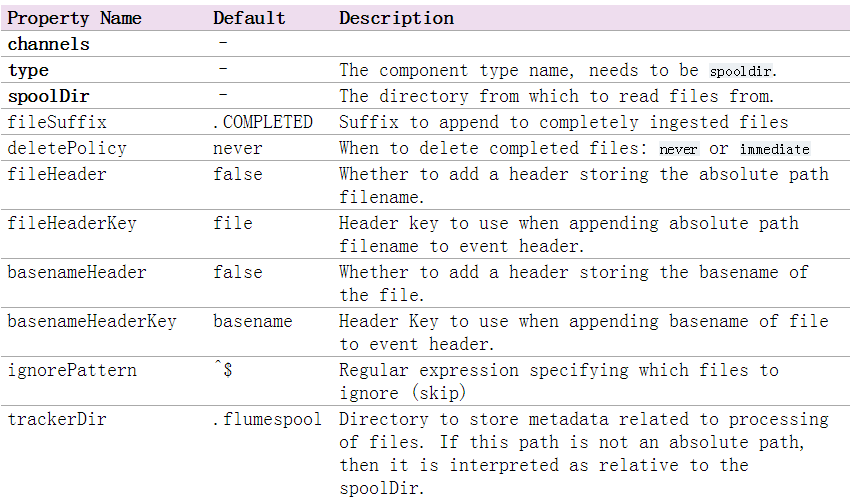 Property Name Default Description
channels –
type – The component type name, needs to be spooldir.
spoolDir – The directory from which to read files from.
fileSuffix .COMPLETED Suffix to append to completely ingested files
deletePolicy never When to delete completed files: never or immediate
fileHeader false Whether to add a header storing the absolute path
filename.
fileHeaderKey file Header key to use when appending absolute path
filename to event header.
basenameHeader false Whether to add a header storing the basename of
the file.
basenameHeaderKey basename Header Key to use when appending basename of file
to event header.
ignorePattern ^$ Regular expression specifying which files to
ignore (skip)
trackerDir .flumespool Directory to store metadata related to processing
of files. If this path is not an absolute path,
then it is interpreted as relative to the
spoolDir.